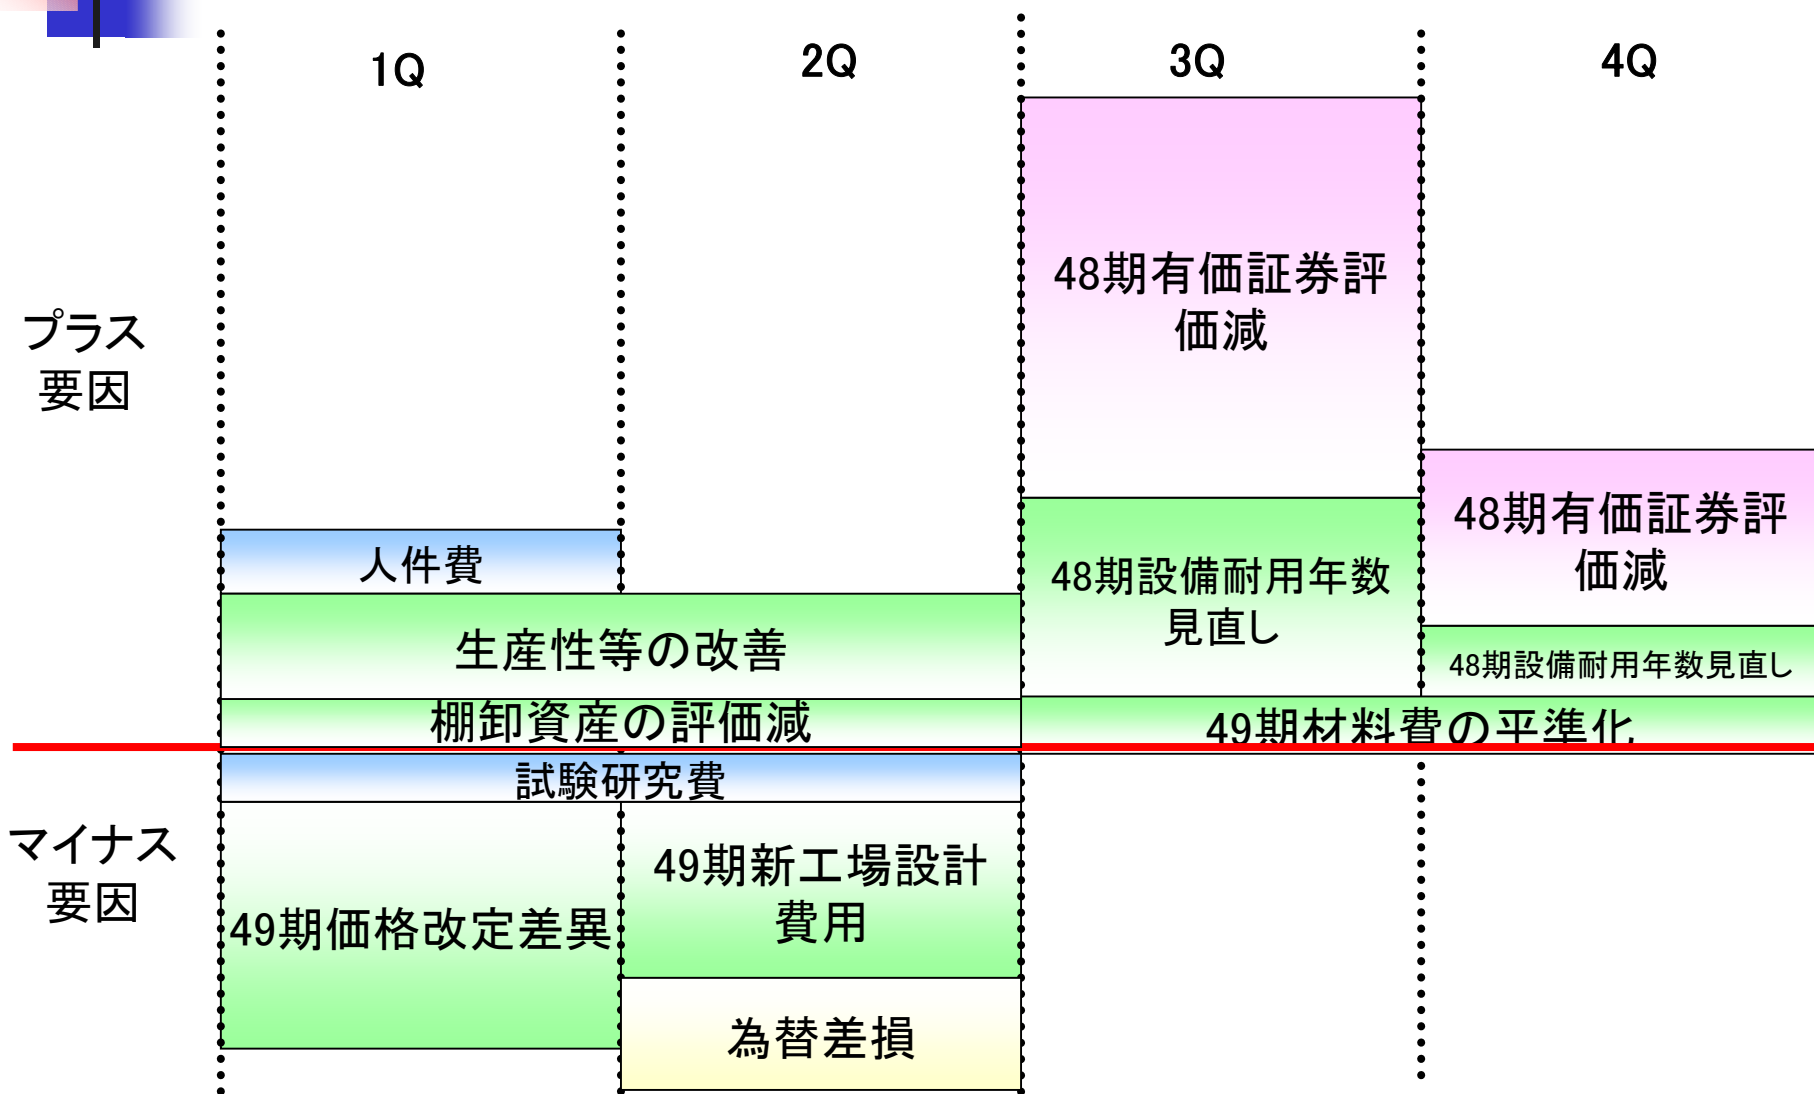 1Q
2Q
3Q
4Q
プラス
要因
48期有価証券評
価減
48期有価証券評
価減
人件費
48期設備耐用年数
見直し
生産性等の改善
48期設備耐用年数見直し
棚卸資産の評価減
49期材料費の平準化
試験研究費
マイナス
要因
49期価格改定差異
49期新工場設計
費用
為替差損